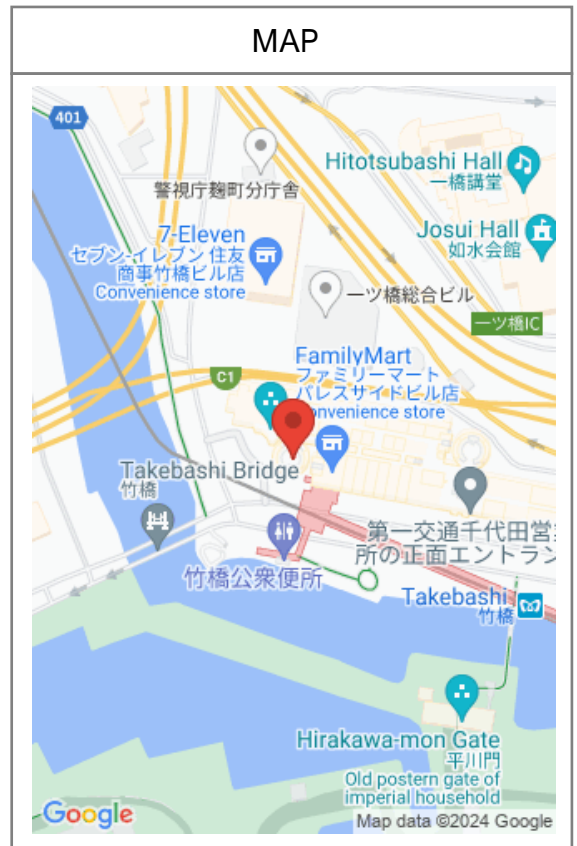 MAP
401
Hitotsubashi Hall
一橋講堂
警視庁麹町分庁舎
Josui Hall
如水会館
7-Eleven
セブン-イレブン 住友
商事竹橋ビル店
Convenience store
一ツ橋総合ビル
一ツ橋IC
FamilyMart
ファミリーマート
パレスサイドビル店
onvenience store
C1
Takebashi Bridge
竹橋
第一交通千代田営
所の正面エントラン
竹橋公衆便所
Takebashi
竹橋
Hirakawa-mon Gate
平川門
Old postern gate of
imperial household
Google
Map data ©2024 Google